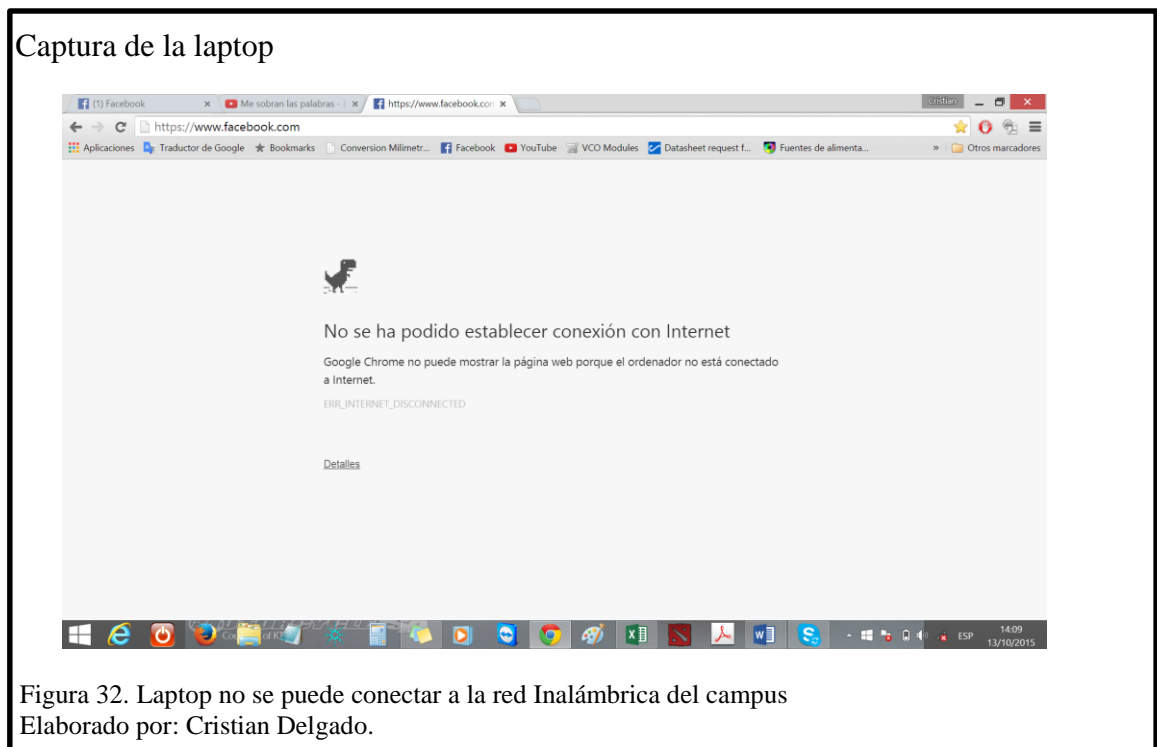 Captura de la laptop
(1) Facebook
Me sobran las palabras -
https://www.facebook.con
Cristian
https://www.facebook.com
Aplicaciones Traductor de Google Bookmarks Conversion Milimetr... Facebook YouTube VCO Modules Datasheet request f... Fuentes de alimenta... » Otros marcadores
No se ha podido establecer conexión con Internet
Google Chrome no puede mostrar la página web porque el ordenador no está conectado
a Internet.
ERR_INTERNET_DISCONNECTED
Detalles
ESP
14:09
13/10/2015
Figura 32. Laptop no se puede conectar a la red Inalámbrica del campus
Elaborado por: Cristian Delgado.